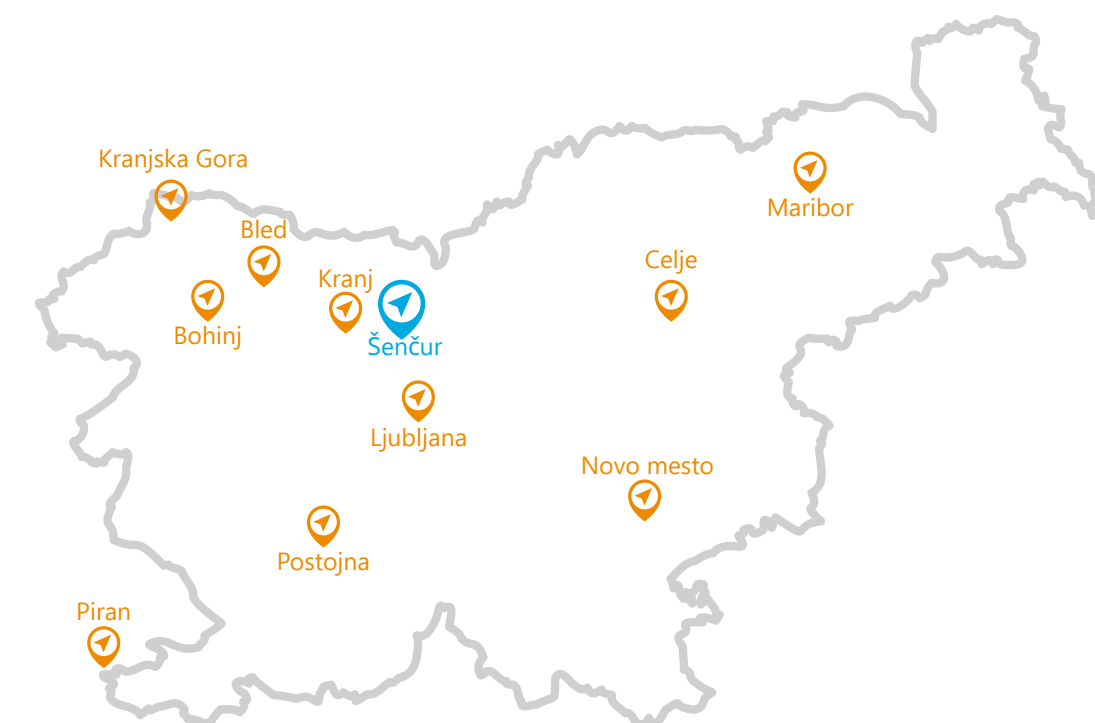 Kranjska Gora
Maribor
Bled
Celje
Kranj
Bohinj
Šenčur
Ljubljana
Novo mesto
Postojna
Piran